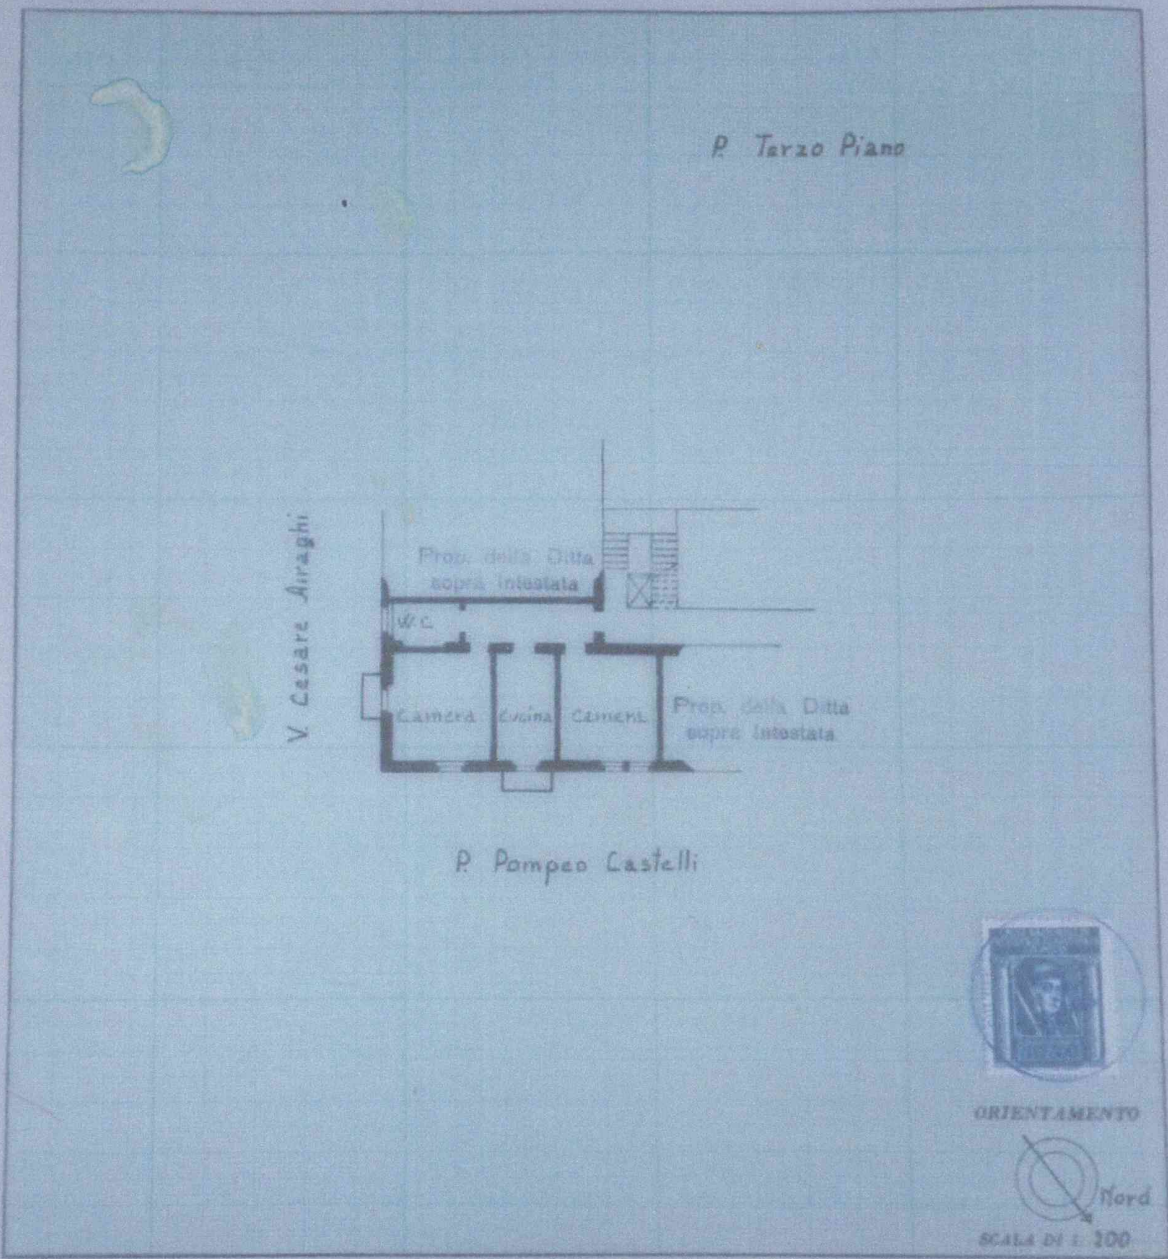 P. Terzo Piano
V. Cesare Airaghi
Prop. della Ditta
sopra Intestata
W.C.
Camera
Cucina
Camera
Prop. della Ditta
sopra Intestata
P. Pompeo Castelli
ORIENTAMENTO
Nord
SCALA DI 1: 200